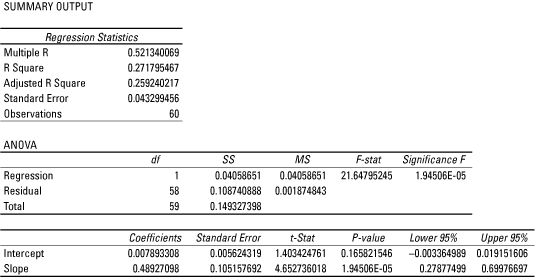 SUMMARY OUTPUT
Regression Statistics
Multiple R 0.521340069
R Square 0.271795467
Adjusted R Square 0.259240217
Standard Error 0.043299456
Observations 60
ANOVA
df SS MS F-stat Significance F
Regression 1 0.04058651 0.04058651 21.64795245 1.94506E-05
Residual 58 0.108740888 0.001874843
Total 59 0.149327398
Coefficients Standard Error t-Stat P-value Lower 95% Upper 95%
Intercept 0.007893308 0.005624319 1.403424761 0.165821546 –0.003364989 0.019151606
Slope 0.48927098 0.105157692 4.652736018 1.94506E-05 0.27877499 0.69976697